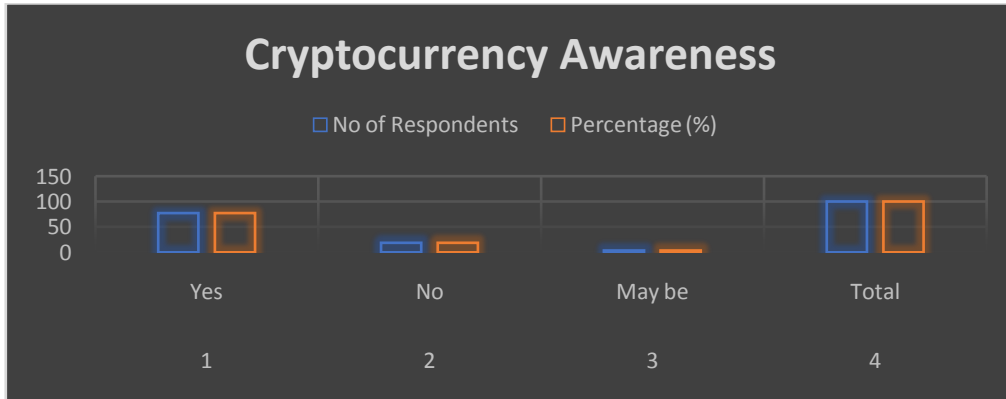 Cryptocurrency Awareness
No of Respondents Percentage (%)
150
100
50
0
Yes No May be Total
1 2 3 4